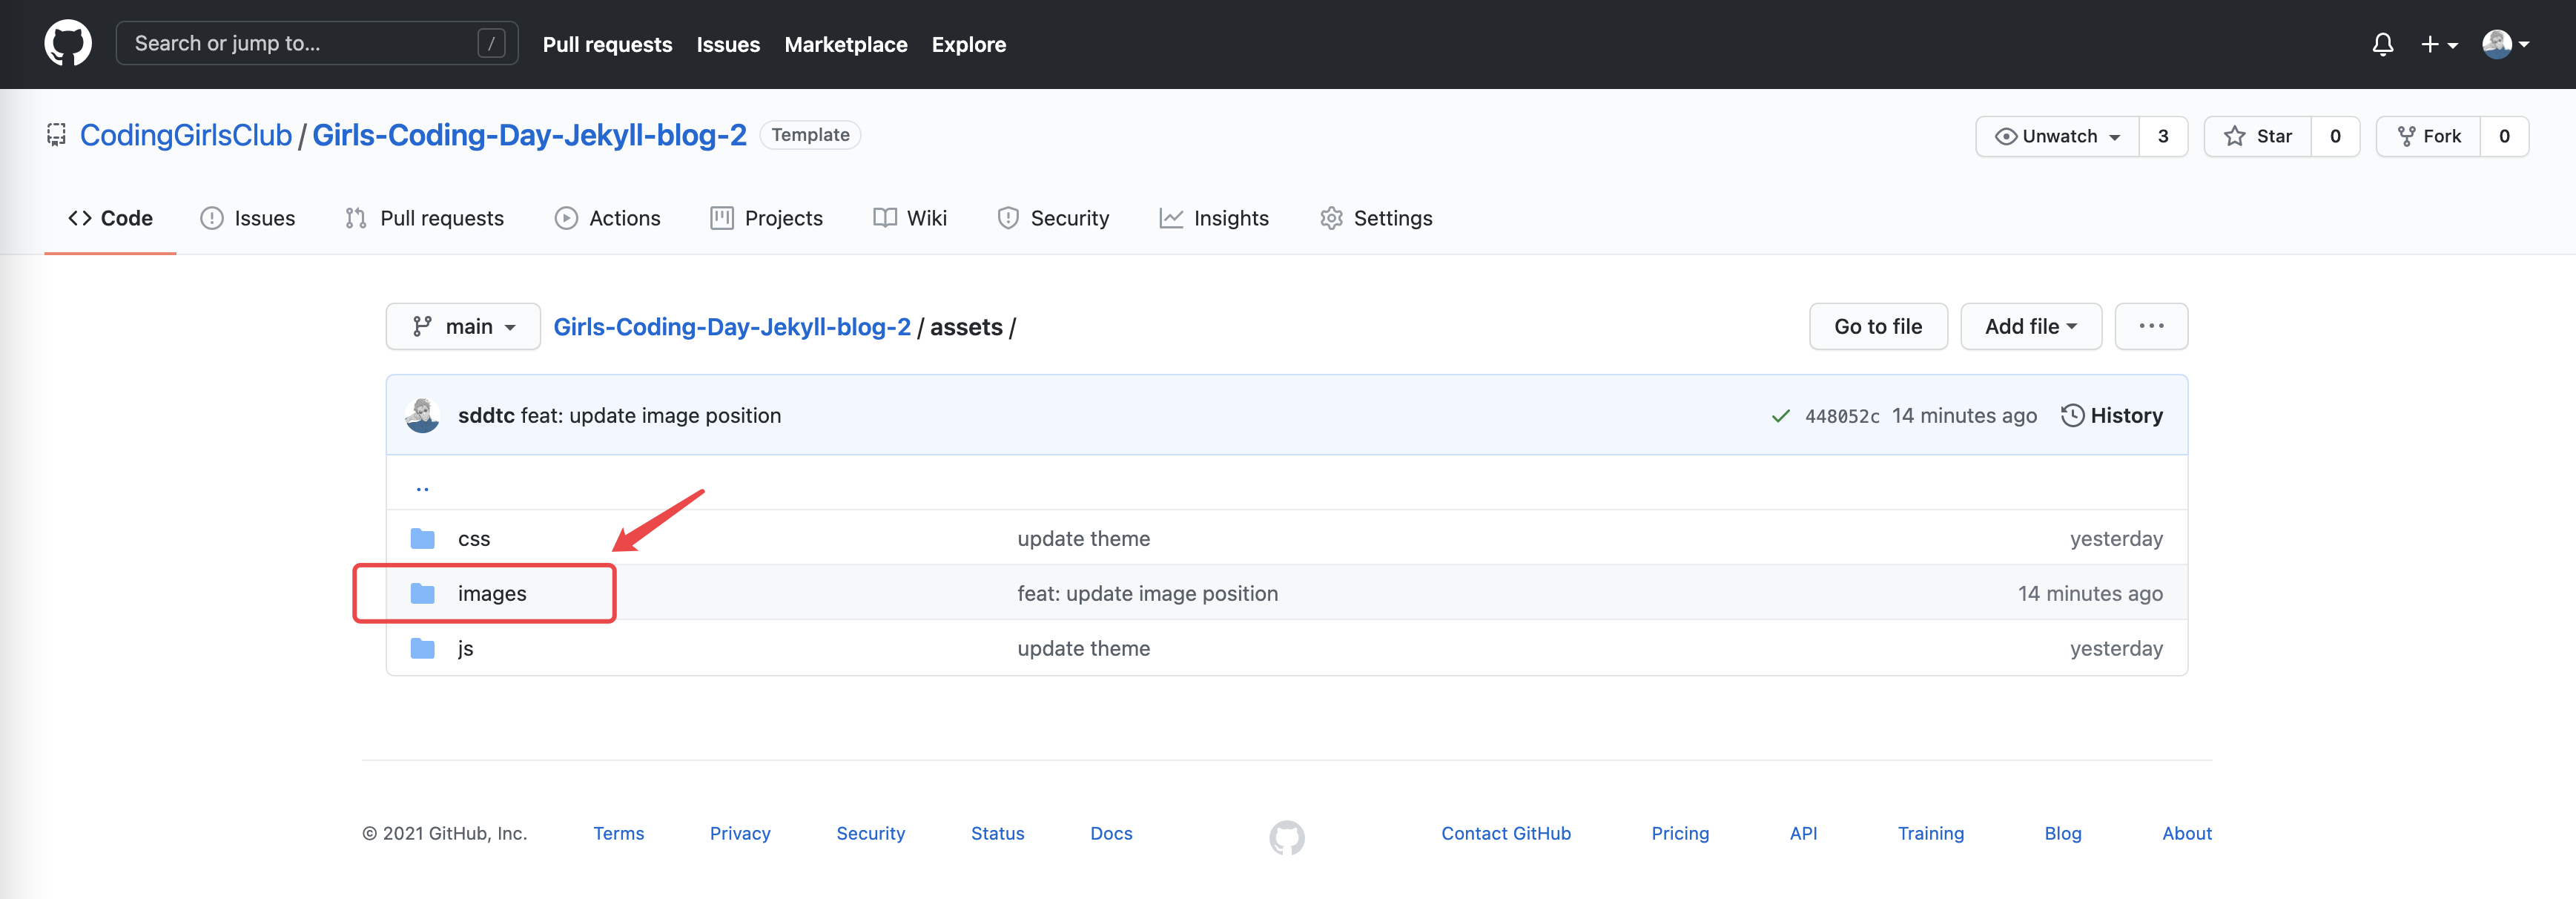 Search or jump to... / Pull requests Issues Marketplace Explore
CodingGirlsClub / Girls-Coding-Day-Jekyll-blog-2 Template Unwatch 3 Star 0 Fork 0
Code Issues Pull requests Actions Projects Wiki Security Insights Settings
main Girls-Coding-Day-Jekyll-blog-2 / assets / Go to file Add file ...
sddtc feat: update image position 448052c 14 minutes ago History
..
css update theme yesterday
images feat: update image position 14 minutes ago
js update theme yesterday
© 2021 GitHub, Inc. Terms Privacy Security Status Docs Contact GitHub Pricing API Training Blog About